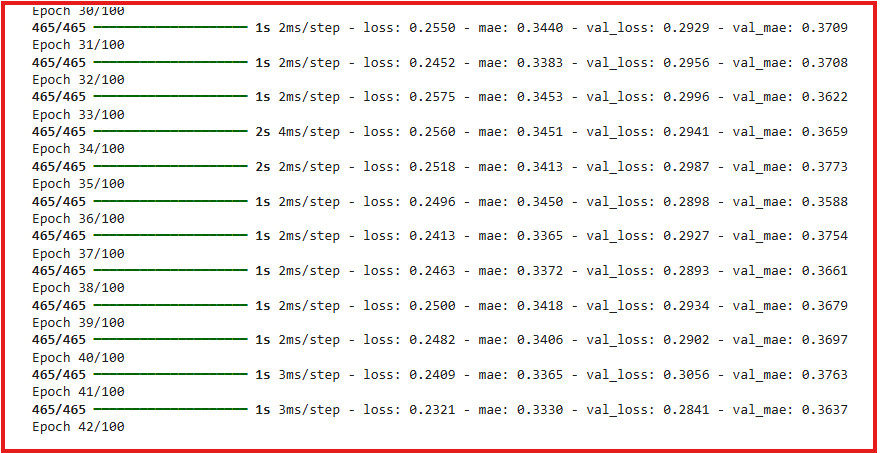 Epoch 30/100
465/465 ━━━━━━━━━━━━━━━━━━━━ 1s 2ms/step - loss: 0.2550 - mae: 0.3440 - val_loss: 0.2929 - val_mae: 0.3709
Epoch 31/100
465/465 ━━━━━━━━━━━━━━━━━━━━ 1s 2ms/step - loss: 0.2452 - mae: 0.3383 - val_loss: 0.2956 - val_mae: 0.3708
Epoch 32/100
465/465 ━━━━━━━━━━━━━━━━━━━━ 1s 2ms/step - loss: 0.2575 - mae: 0.3453 - val_loss: 0.2996 - val_mae: 0.3622
Epoch 33/100
465/465 ━━━━━━━━━━━━━━━━━━━━ 2s 4ms/step - loss: 0.2560 - mae: 0.3451 - val_loss: 0.2941 - val_mae: 0.3659
Epoch 34/100
465/465 ━━━━━━━━━━━━━━━━━━━━ 2s 2ms/step - loss: 0.2518 - mae: 0.3413 - val_loss: 0.2987 - val_mae: 0.3773
Epoch 35/100
465/465 ━━━━━━━━━━━━━━━━━━━━ 1s 2ms/step - loss: 0.2496 - mae: 0.3450 - val_loss: 0.2898 - val_mae: 0.3588
Epoch 36/100
465/465 ━━━━━━━━━━━━━━━━━━━━ 1s 2ms/step - loss: 0.2413 - mae: 0.3365 - val_loss: 0.2927 - val_mae: 0.3754
Epoch 37/100
465/465 ━━━━━━━━━━━━━━━━━━━━ 1s 2ms/step - loss: 0.2463 - mae: 0.3372 - val_loss: 0.2893 - val_mae: 0.3661
Epoch 38/100
465/465 ━━━━━━━━━━━━━━━━━━━━ 1s 2ms/step - loss: 0.2500 - mae: 0.3418 - val_loss: 0.2934 - val_mae: 0.3679
Epoch 39/100
465/465 ━━━━━━━━━━━━━━━━━━━━ 1s 2ms/step - loss: 0.2482 - mae: 0.3406 - val_loss: 0.2902 - val_mae: 0.3697
Epoch 40/100
465/465 ━━━━━━━━━━━━━━━━━━━━ 1s 3ms/step - loss: 0.2409 - mae: 0.3365 - val_loss: 0.3056 - val_mae: 0.3763
Epoch 41/100
465/465 ━━━━━━━━━━━━━━━━━━━━ 1s 3ms/step - loss: 0.2321 - mae: 0.3330 - val_loss: 0.2841 - val_mae: 0.3637
Epoch 42/100